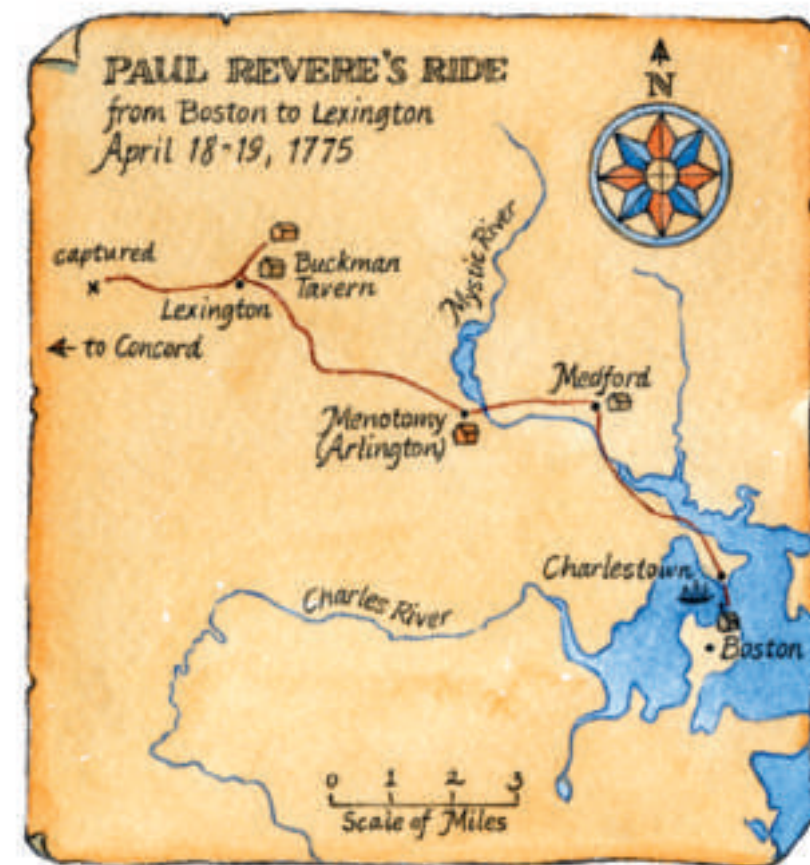 PAUL REVERE'S RIDE
from Boston to Lexington
April 18-19, 1775
N
captured
Buckman
Tavern
Lexington
← to Concord
Mystic River
Medford
Menotomy
(Arlington)
Charlestown
Charles River
Boston
0 1 2 3
Scale of Miles